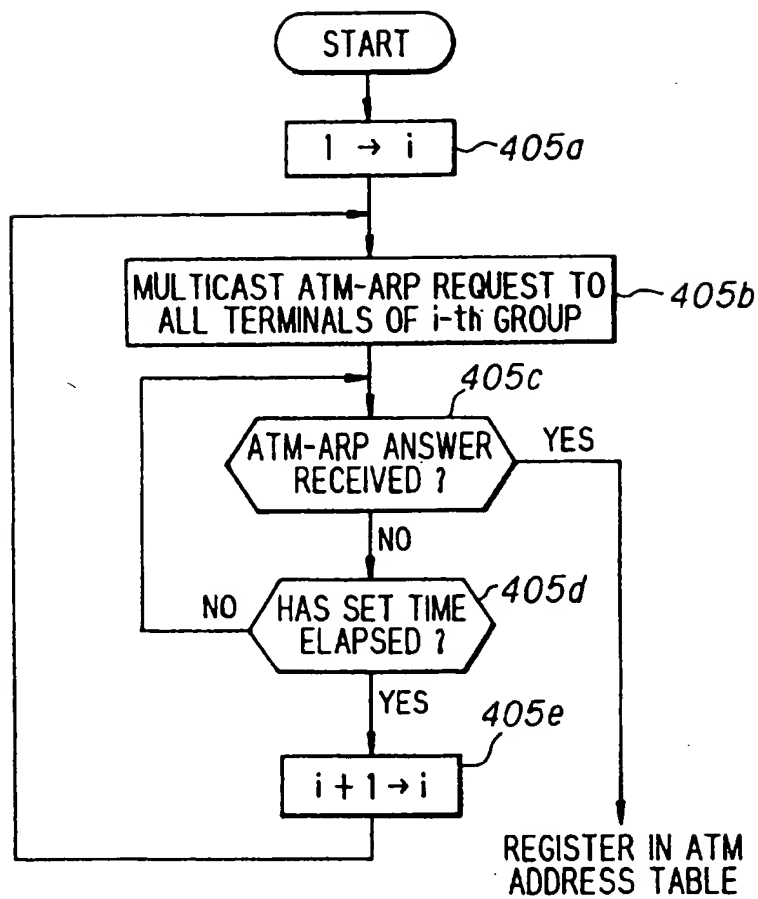 START
1 → i
405a
MULTICAST ATM-ARP REQUEST TO
ALL TERMINALS OF i-th GROUP
405b
405c
ATM-ARP ANSWER
RECEIVED ?
YES
NO
405d
HAS SET TIME
ELAPSED ?
NO
YES
405e
i + 1 → i
REGISTER IN ATM
ADDRESS TABLE